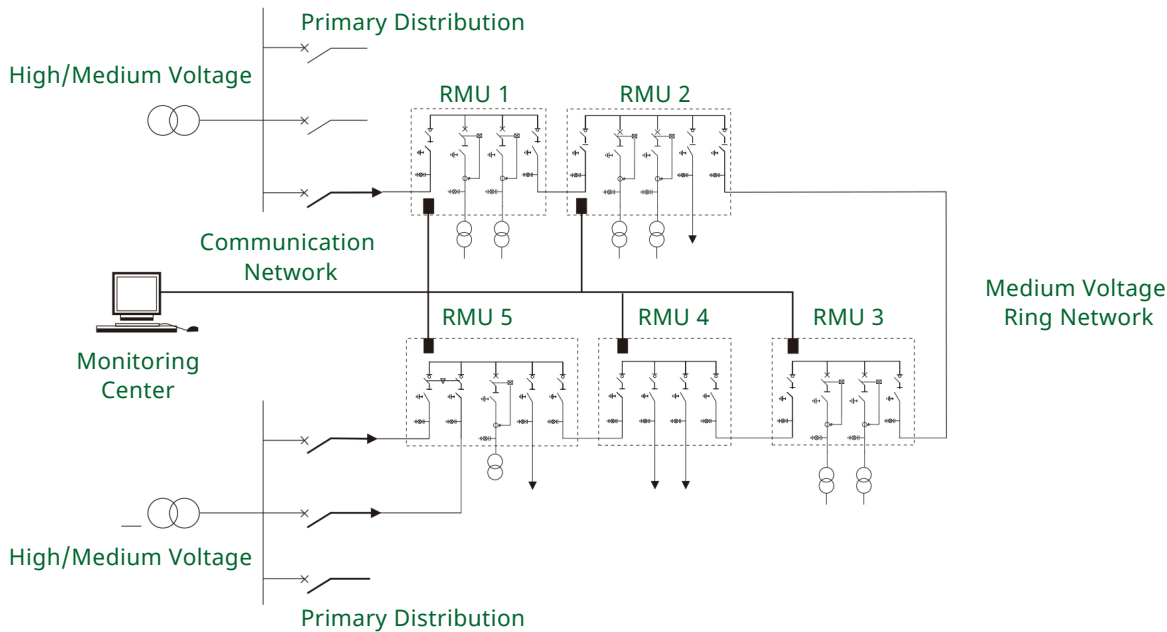 Primary Distribution
High/Medium Voltage
RMU 1
RMU 2
Communication
Network
Medium Voltage
Ring Network
RMU 5
RMU 4
RMU 3
Monitoring
Center
High/Medium Voltage
Primary Distribution